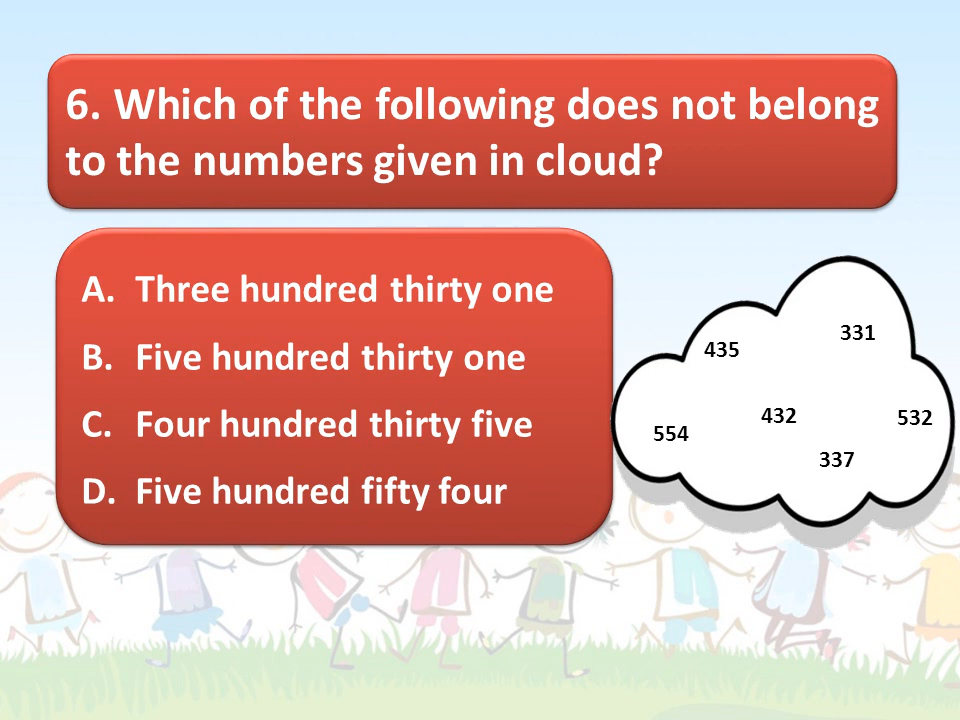 6. Which of the following does not belong
to the numbers given in cloud?
A. Three hundred thirty one
B. Five hundred thirty one
C. Four hundred thirty five
D. Five hundred fifty four
331
435
432
532
554
337